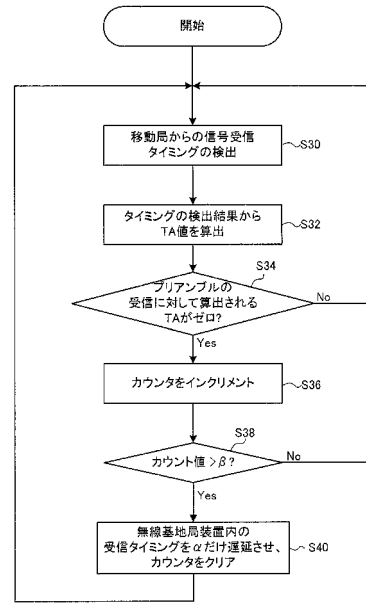 開始
移動局からの信号受信
タイミングの検出
S30
タイミングの検出結果から
TA値を算出
S32
S34
プリアンブルの
受信に対して算出される
TAがゼロ?
No
Yes
カウンタをインクリメント
S36
S38
カウント値 > β ?
No
Yes
無線基地局装置内の
受信タイミングをαだけ遅延させ、
カウンタをクリア
S40